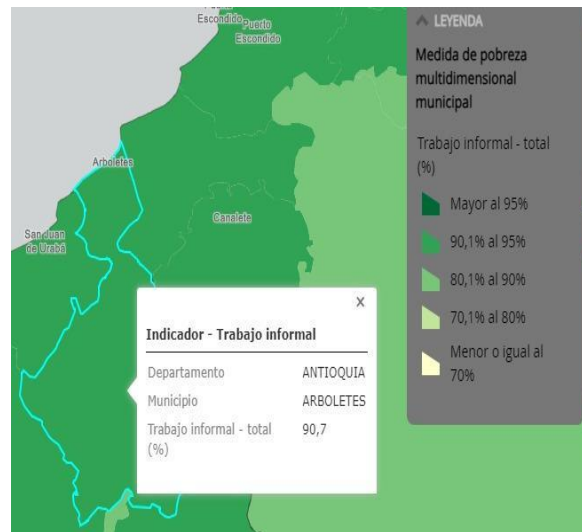 Escondido
Puerto
Escondido
Arboletes
Canalete
San Juan
de Urabá
X
Indicador - Trabajo informal
Departamento ANTIOQUIA
Municipio ARBOLETES
Trabajo informal - total 90,7
(%)
LEYENDA
Medida de pobreza
multidimensional
municipal
Trabajo informal - total
(%)
Mayor al 95%
90,1% al 95%
80,1% al 90%
70,1% al 80%
Menor o igual al
70%